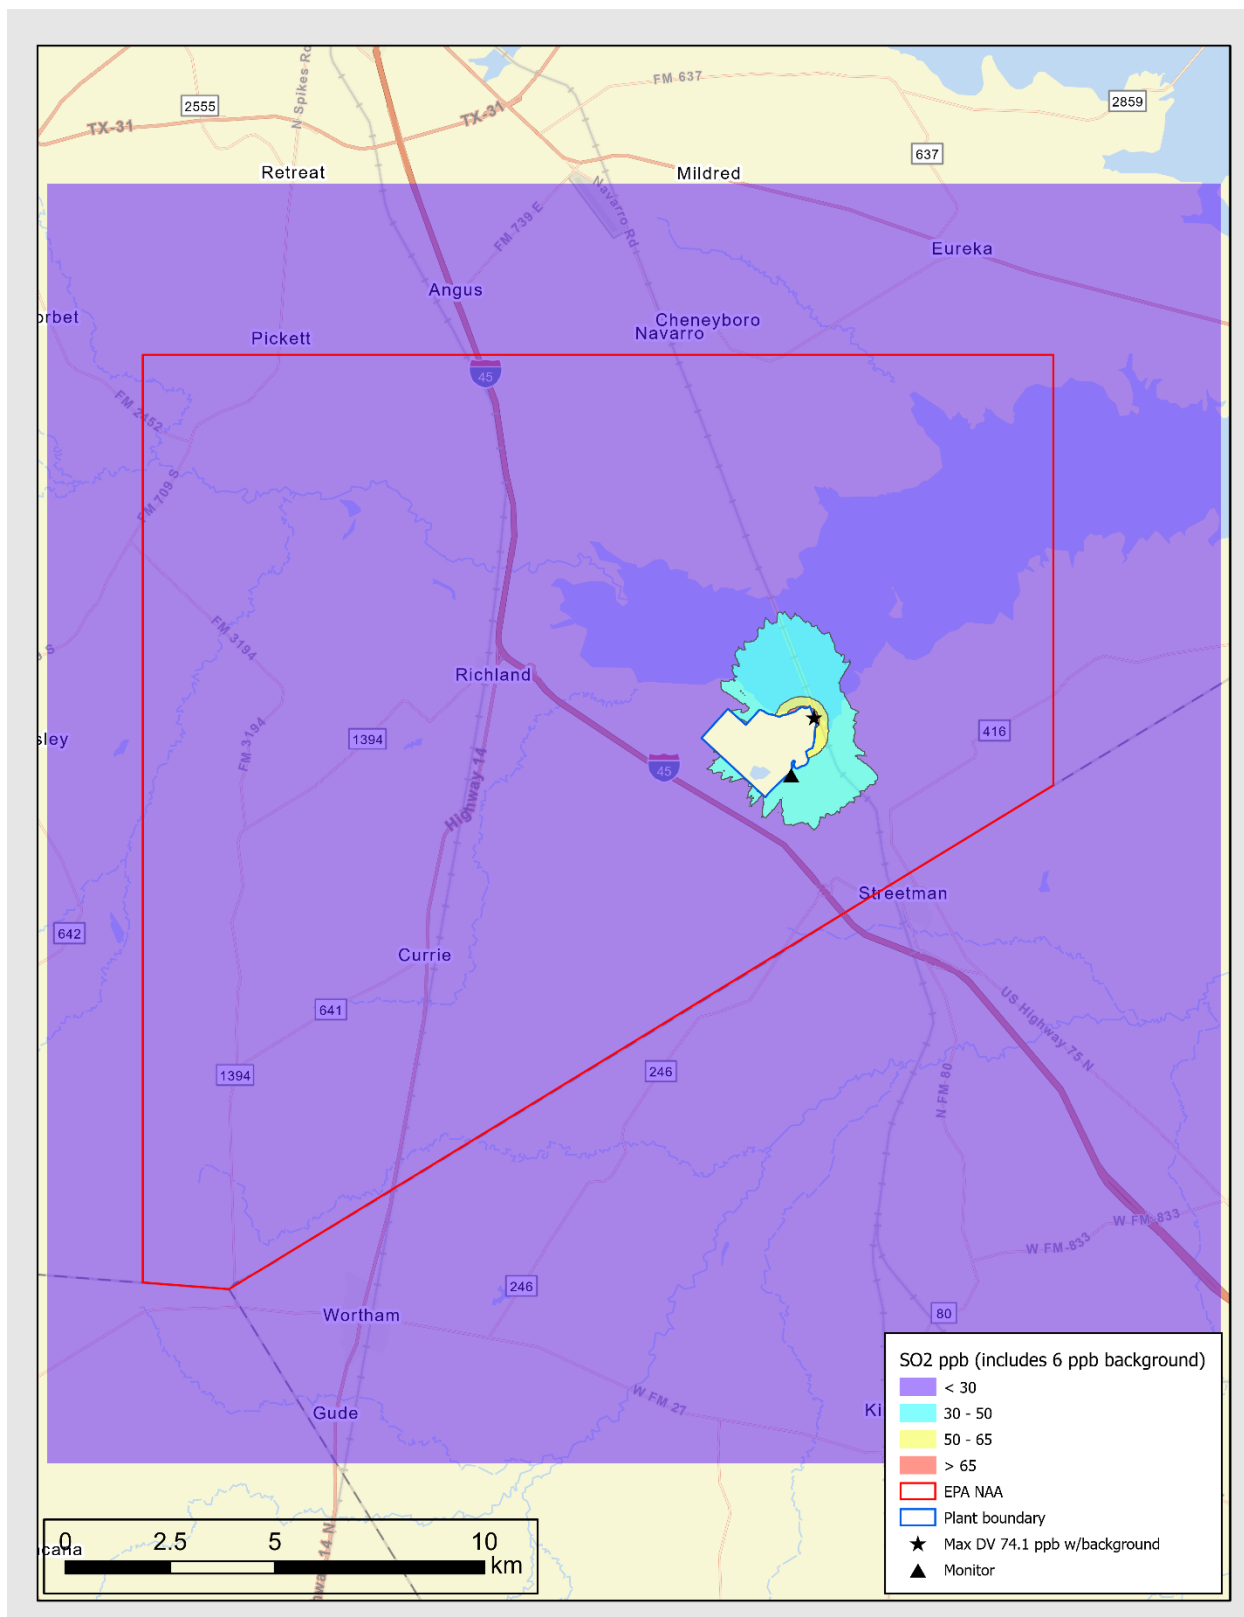 N Spikes Rd
FM 637
2555
2859
TX-31
TX-31
637
Retreat
Mildred
Navarro Rd
FM 739 E
Eureka
Angus
orbet
Cheneyboro
Navarro
Pickett
45
FM 2452
FM 709 S
FM 3194
S
Richland
FM 3194
1394
416
sley
45
Highway 14
Streetman
642
Currie
641
US Highway 75 N
1394
246
N FM 80
W FM-833
W FM-833
246
80
Wortham
W FM 27
Gude
Ki
SO2 ppb (includes 6 ppb background)
< 30
30 - 50
50 - 65
> 65
EPA NAA
Plant boundary
Max DV 74.1 ppb w/background
Monitor
0 2.5 5 10
km
cana
way 14 N